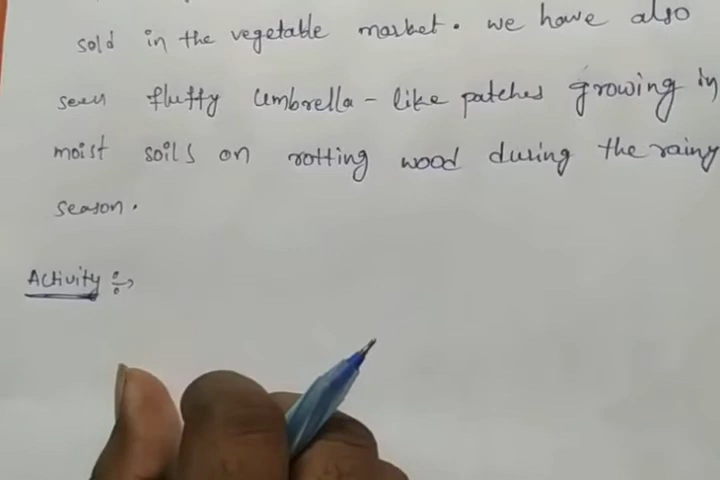 sold in the vegetable market. we have also
seen fluffy umbrella-like patches growing in
moist soils on rotting wood during the rainy
season.
Activity :->